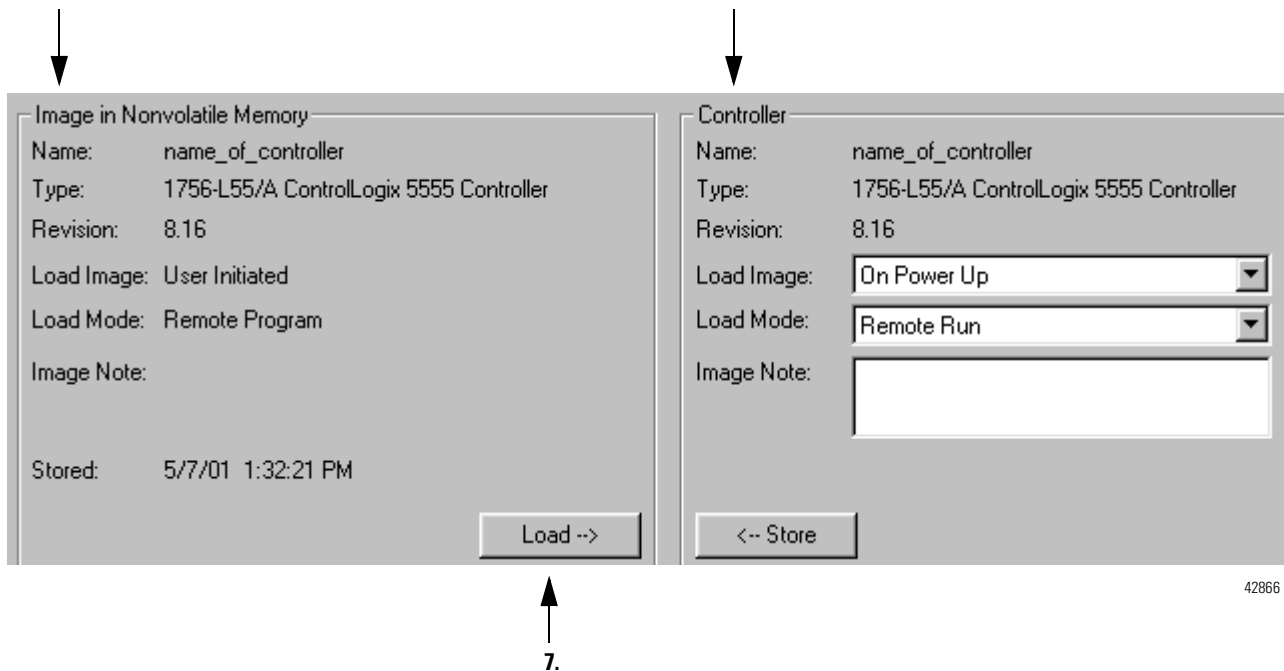 Image in Nonvolatile Memory
Name: name_of_controller
Type: 1756-L55/A ControlLogix 5555 Controller
Revision: 8.16
Load Image: User Initiated
Load Mode: Remote Program
Image Note:
Stored: 5/7/01 1:32:21 PM
Load -->
Controller
Name: name_of_controller
Type: 1756-L55/A ControlLogix 5555 Controller
Revision: 8.16
Load Image: On Power Up
Load Mode: Remote Run
Image Note:
<-- Store
42866
7.